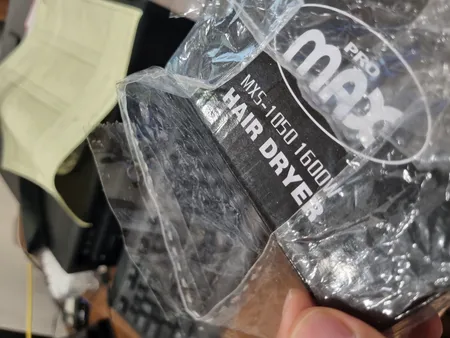 PRO
MAX
MXS-1050 1600W
HAIR DRYER